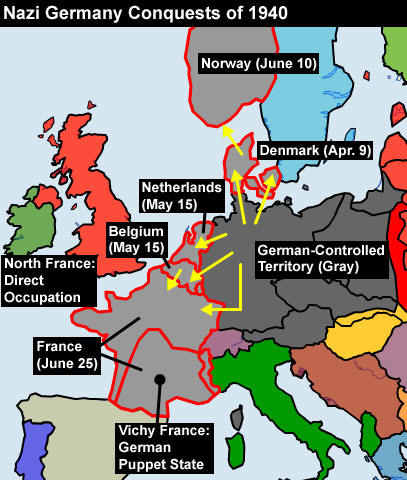 Nazi Germany Conquests of 1940
Norway (June 10)
Denmark (Apr. 9)
Netherlands
(May 15)
Belgium
(May 15)
German-Controlled
Territory (Gray)
North France:
Direct
Occupation
France
(June 25)
Vichy France:
German
Puppet State